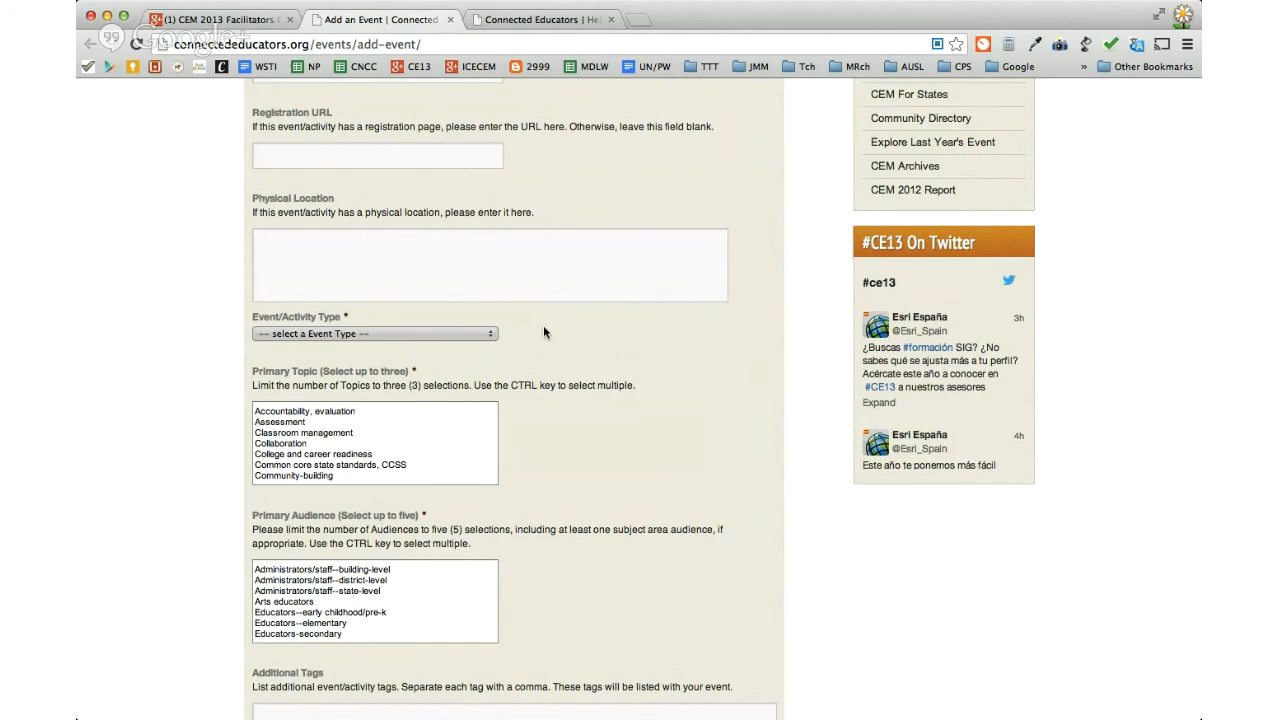 (1) CEM 2013 Facilitators
Add an Event | Connected
Connected Educators | Hel
Google+
connectededucators.org/events/add-event/
WSTI NP CNCC CE13 ICECEM 2999 MDLW UN/PW TTT JMM Tch MRch AUSL CPS Google » Other Bookmarks
Registration URL
If this event/activity has a registration page, please enter the URL here. Otherwise, leave this field blank.
Physical Location
If this event/activity has a physical location, please enter it here.
Event/Activity Type *
-- select a Event Type --
Primary Topic (Select up to three) *
Limit the number of Topics to three (3) selections. Use the CTRL key to select multiple.
Accountability, evaluation
Assessment
Classroom management
Collaboration
College and career readiness
Common core state standards, CCSS
Community-building
Primary Audience (Select up to five) *
Please limit the number of Audiences to five (5) selections, including at least one subject area audience, if
appropriate. Use the CTRL key to select multiple.
Administrators/staff--building-level
Administrators/staff--district-level
Administrators/staff--state-level
Arts educators
Educators--early childhood/pre-k
Educators--elementary
Educators-secondary
Additional Tags
List additional event/activity tags. Separate each tag with a comma. These tags will be listed with your event.
CEM For States
Community Directory
Explore Last Year's Event
CEM Archives
CEM 2012 Report
#CE13 On Twitter
#ce13
Esri España 3h
@Esri_Spain
¿Buscas #formación SIG? ¿No
sabes qué se ajusta más a tu perfil?
Acércate este año a conocer en
#CE13 a nuestros asesores
Expand
Esri España 4h
@Esri_Spain
Este año te ponemos más fácil